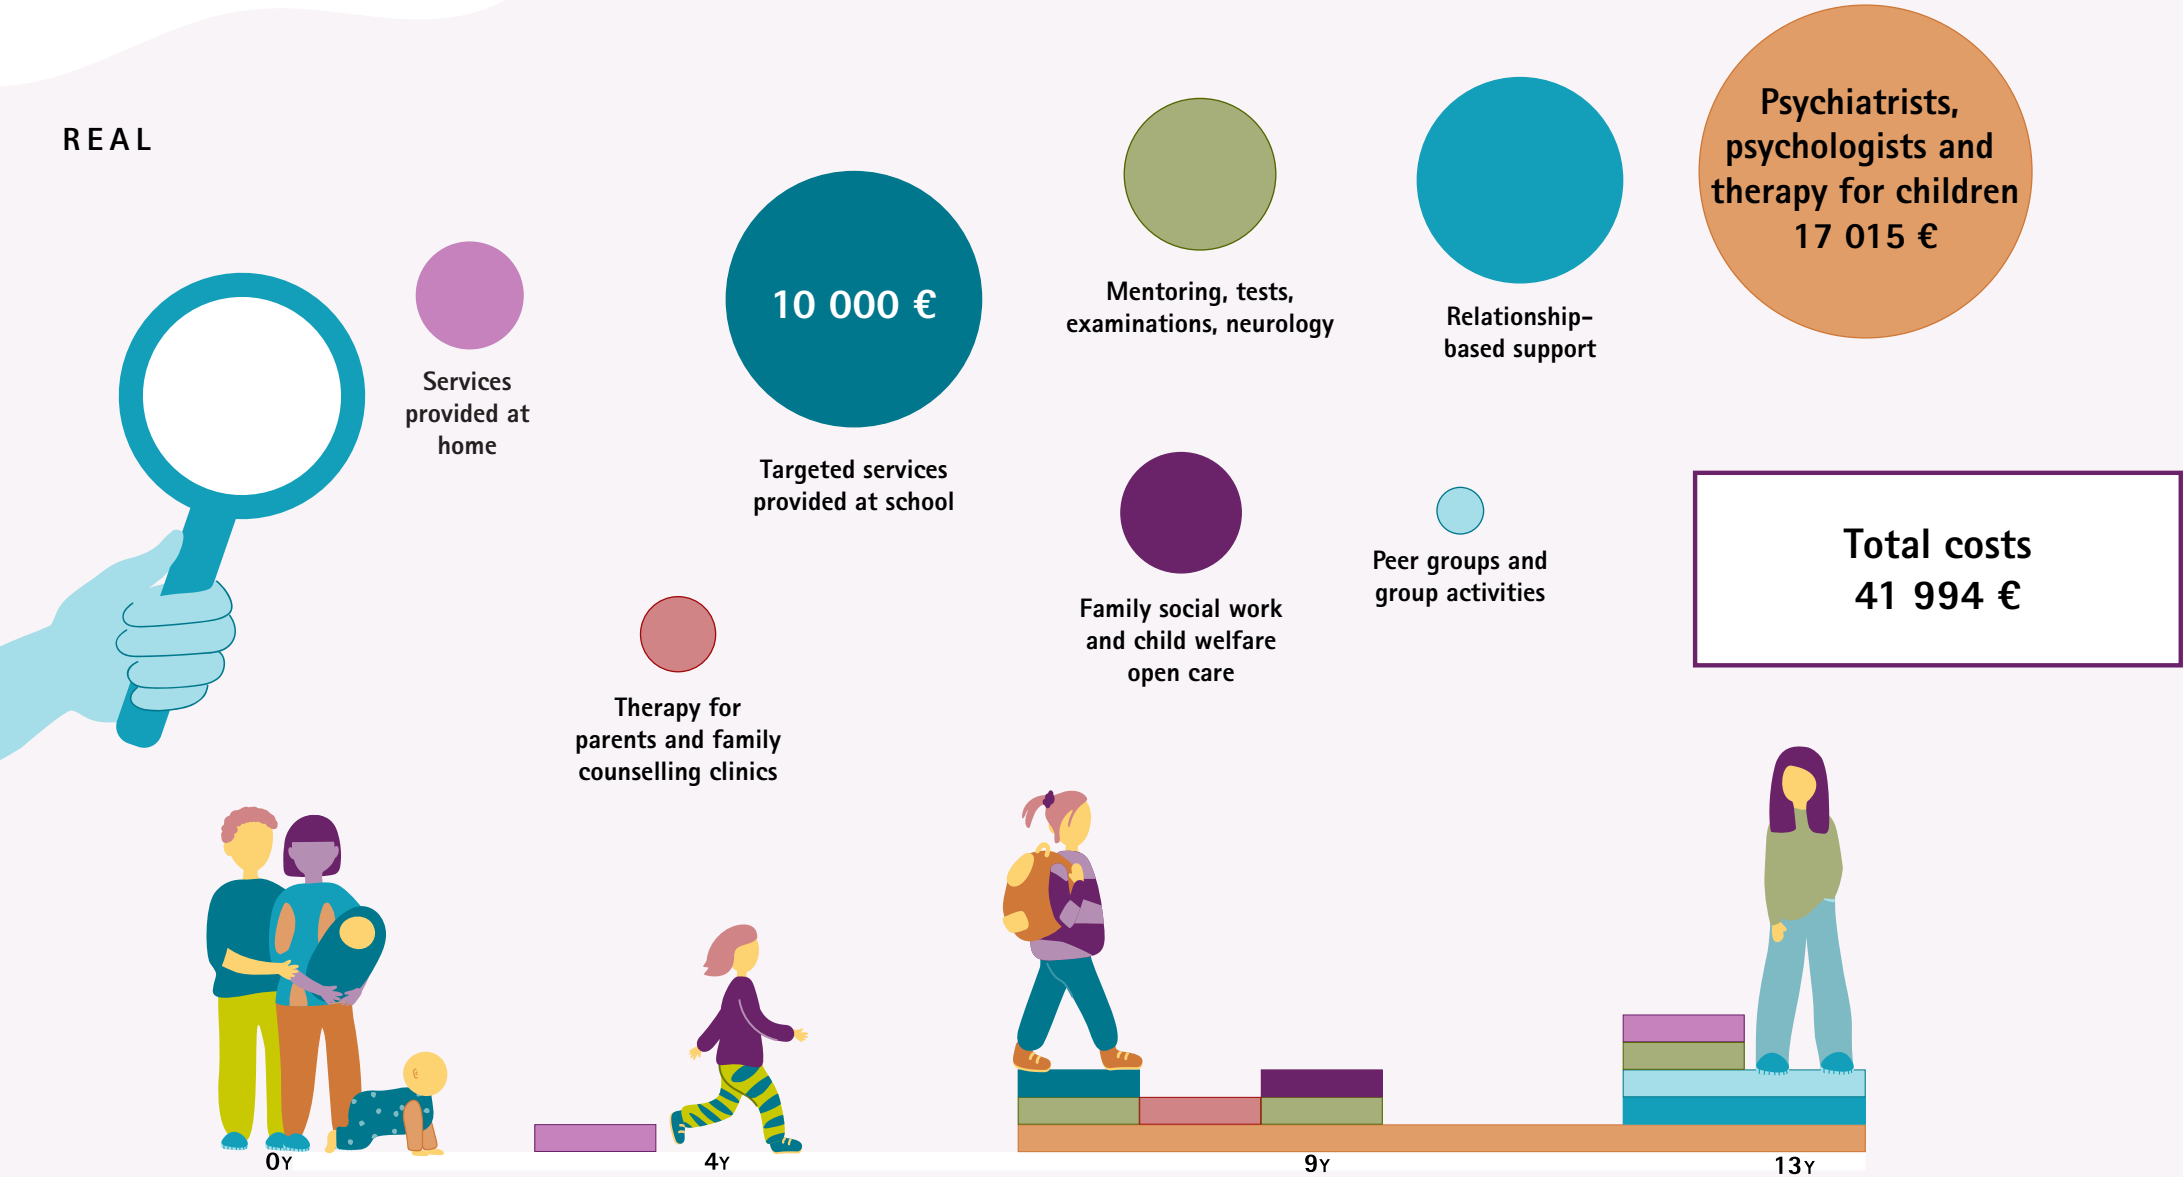 REAL
Services
provided at
home
10 000 €
Targeted services
provided at school
Therapy for
parents and family
counselling clinics
Mentoring, tests,
examinations, neurology
Family social work
and child welfare
open care
Relationship-
based support
Peer groups and
group activities
Psychiatrists,
psychologists and
therapy for children
17 015 €
Total costs
41 994 €
0Y
4Y
9Y
13Y